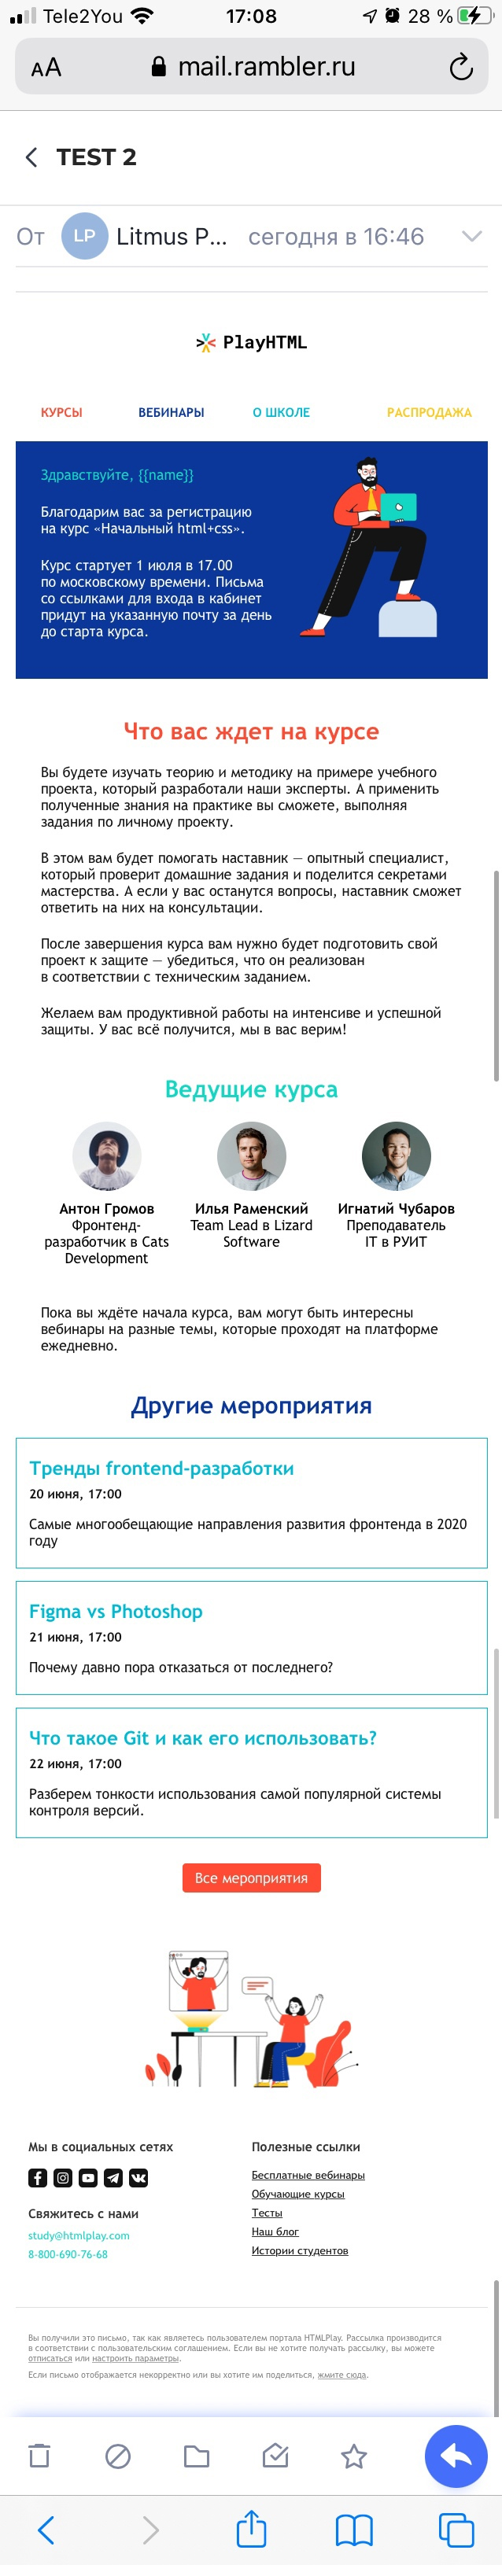 Tele2You 17:08 28 %
AA mail.rambler.ru
TEST 2
От LP Litmus P... сегодня в 16:46
PlayHTML
КУРСЫ ВЕБИНАРЫ О ШКОЛЕ РАСПРОДАЖА
Здравствуйте, {{name}}
Благодарим вас за регистрацию
на курс «Начальный html+css».
Курс стартует 1 июля в 17.00
по московскому времени. Письма
со ссылками для входа в кабинет
придут на указанную почту за день
до старта курса.
Что вас ждет на курсе
Вы будете изучать теорию и методику на примере учебного
проекта, который разработали наши эксперты. А применить
полученные знания на практике вы сможете, выполняя
задания по личному проекту.
В этом вам будет помогать наставник — опытный специалист,
который проверит домашние задания и поделится секретами
мастерства. А если у вас останутся вопросы, наставник сможет
ответить на них на консультации.
После завершения курса вам нужно будет подготовить свой
проект к защите — убедиться, что он реализован
в соответствии с техническим заданием.
Желаем вам продуктивной работы на интенсиве и успешной
защиты. У вас всё получится, мы в вас верим!
Ведущие курса
Антон Громов
Фронтенд-
разработчик в Cats
Development
Илья Раменский
Team Lead в Lizard
Software
Игнатий Чубаров
Преподаватель
IT в РУИТ
Пока вы ждёте начала курса, вам могут быть интересны
вебинары на разные темы, которые проходят на платформе
ежедневно.
Другие мероприятия
Тренды frontend-разработки
20 июня, 17:00
Самые многообещающие направления развития фронтенда в 2020
году
Figma vs Photoshop
21 июня, 17:00
Почему давно пора отказаться от последнего?
Что такое Git и как его использовать?
22 июня, 17:00
Разберем тонкости использования самой популярной системы
контроля версий.
Все мероприятия
Мы в социальных сетях
Свяжитесь с нами
study@htmlplay.com
8-800-690-76-68
Полезные ссылки
Бесплатные вебинары
Обучающие курсы
Тесты
Наш блог
Истории студентов
Вы получили это письмо, так как являетесь пользователем портала HTMLPlay. Рассылка производится
в соответствии с пользовательским соглашением. Если вы не хотите получать рассылку, вы можете
отписаться или настроить параметры.
Если письмо отображается некорректно или вы хотите им поделиться, жмите сюда.